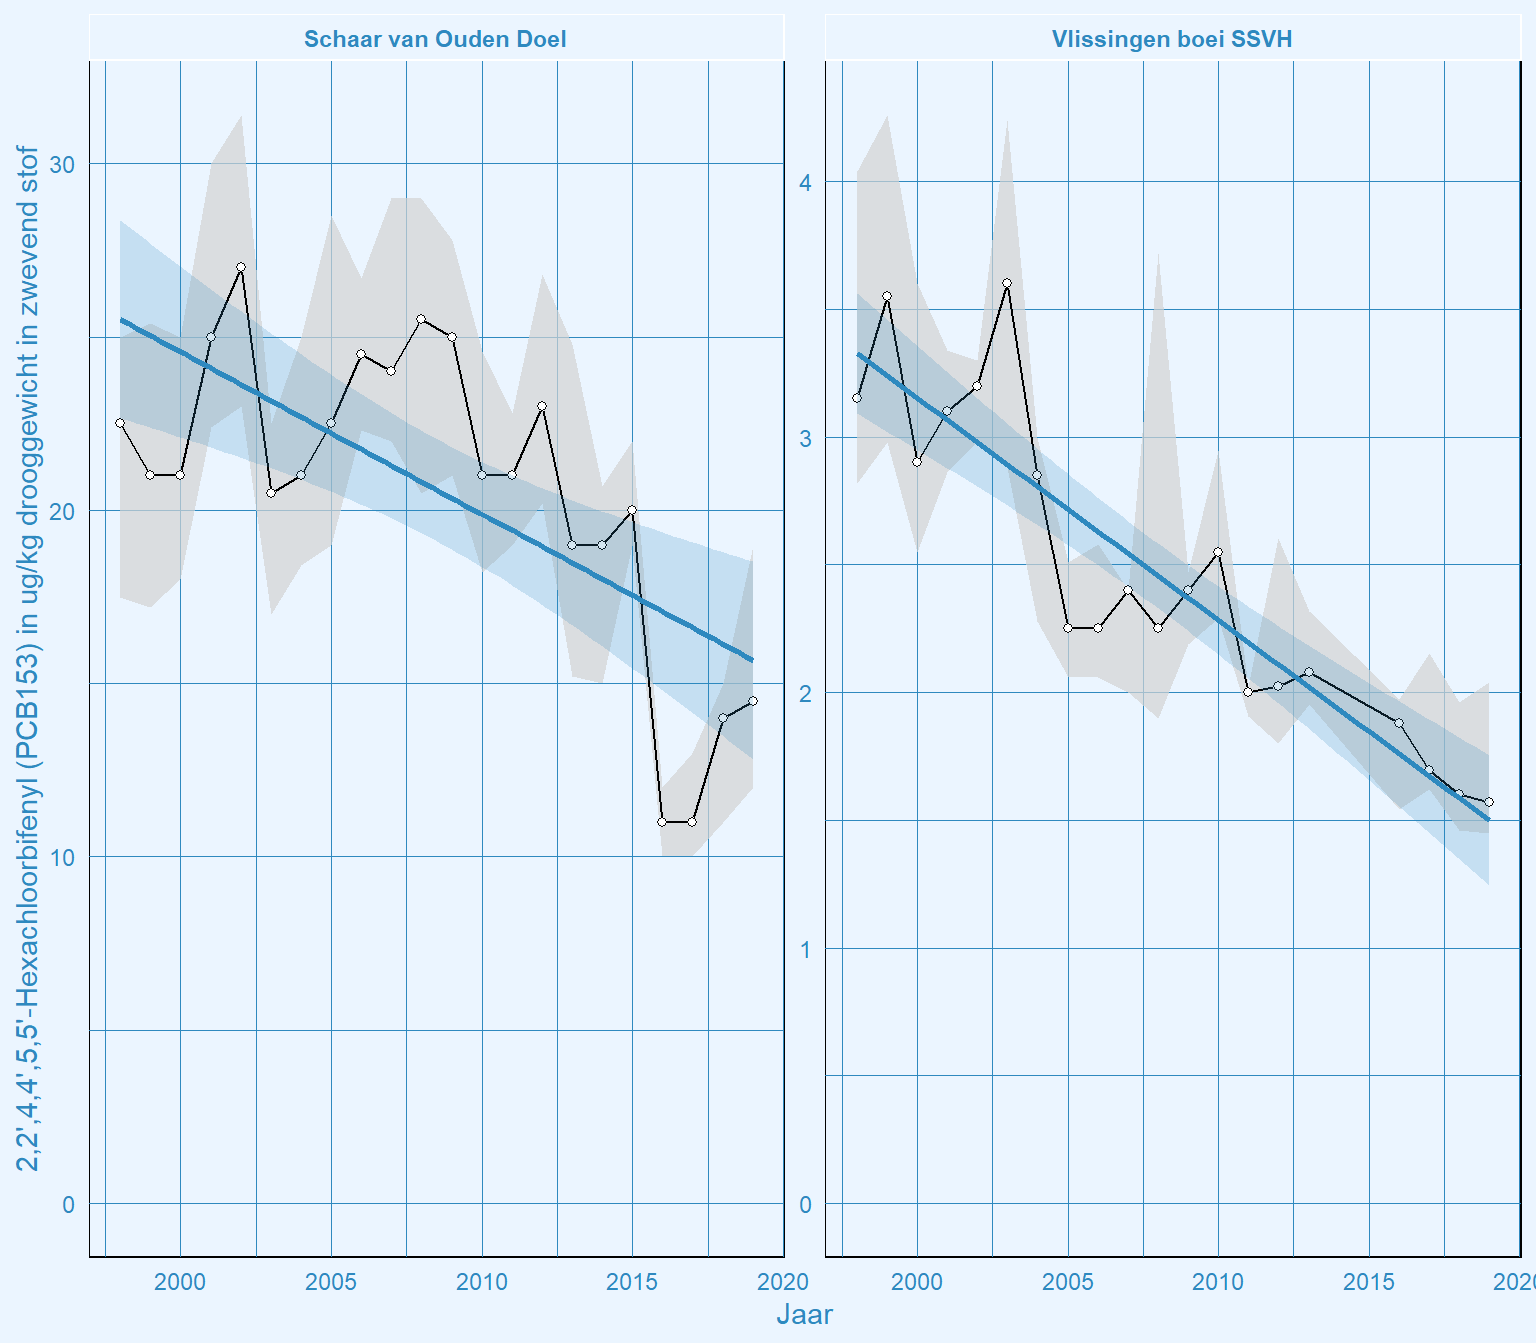 Schaar van Ouden Doel
Vlissingen boei SSVH
2,2',4,4',5,5'-Hexachloorbifenyl (PCB153) in ug/kg drooggewicht in zwevend stof
30
20
10
0
4
3
2
1
0
2000 2005 2010 2015 2020
2000 2005 2010 2015 2020
Jaar